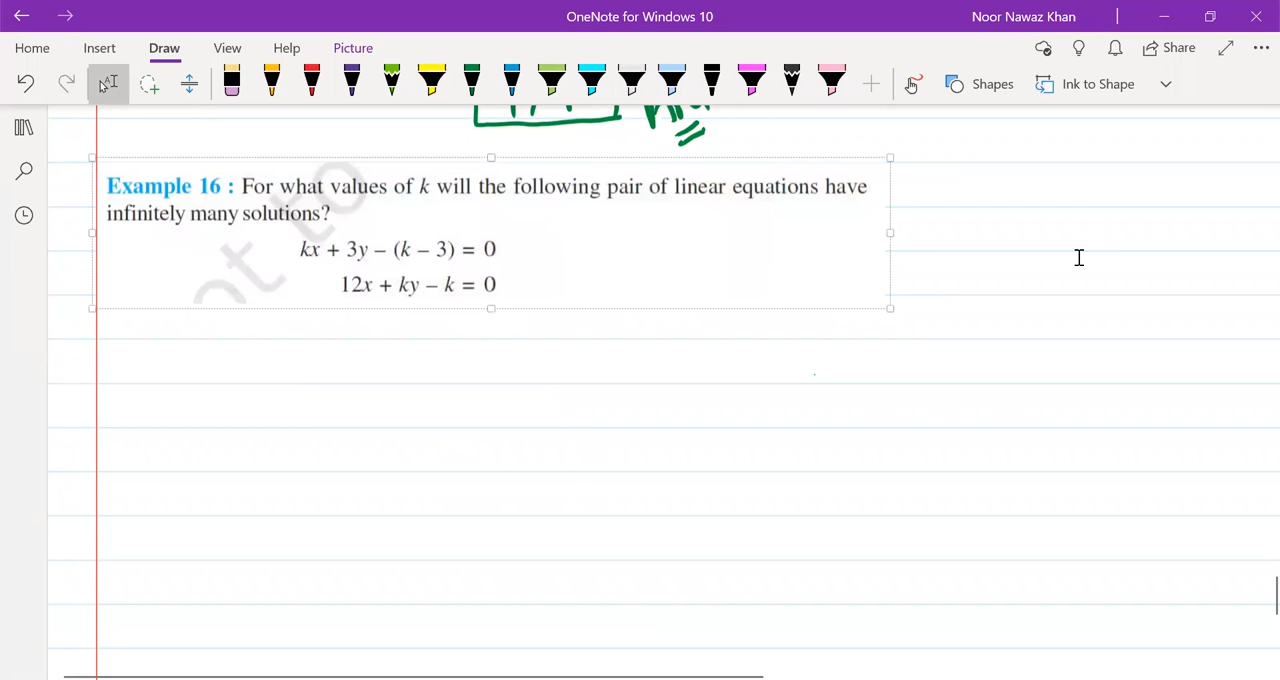 OneNote for Windows 10
Noor Nawaz Khan
Home Insert Draw View Help Picture
Share
Shapes Ink to Shape
Example 16 : For what values of k will the following pair of linear equations have
infinitely many solutions?
kx + 3y – (k – 3) = 0
12x + ky – k = 0